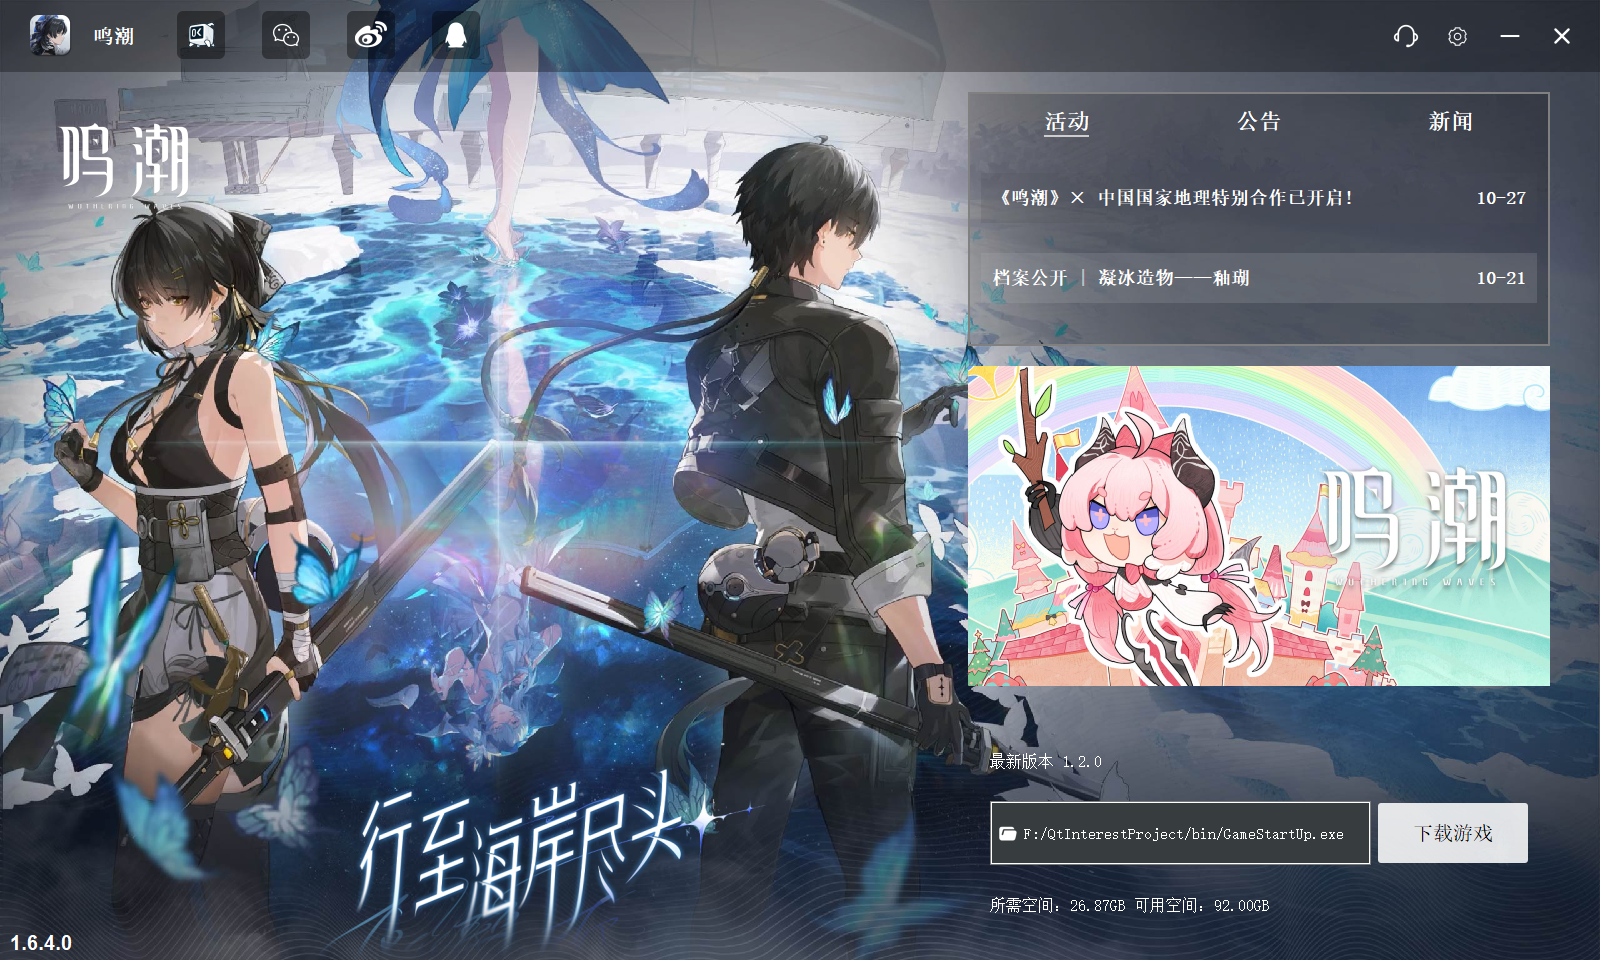 鸣潮
鸣潮
WUTHERING WAVES
活动 公告 新闻
《鸣潮》× 中国国家地理特别合作已开启! 10-27
档案公开 | 凝冰造物——釉瑚 10-21
鸣潮
WUTHERING WAVES
最新版本 1.2.0
F:/QtInterestProject/bin/GameStartUp.exe
下载游戏
所需空间: 26.87GB 可用空间: 92.00GB
行至海岸尽头
1.6.4.0